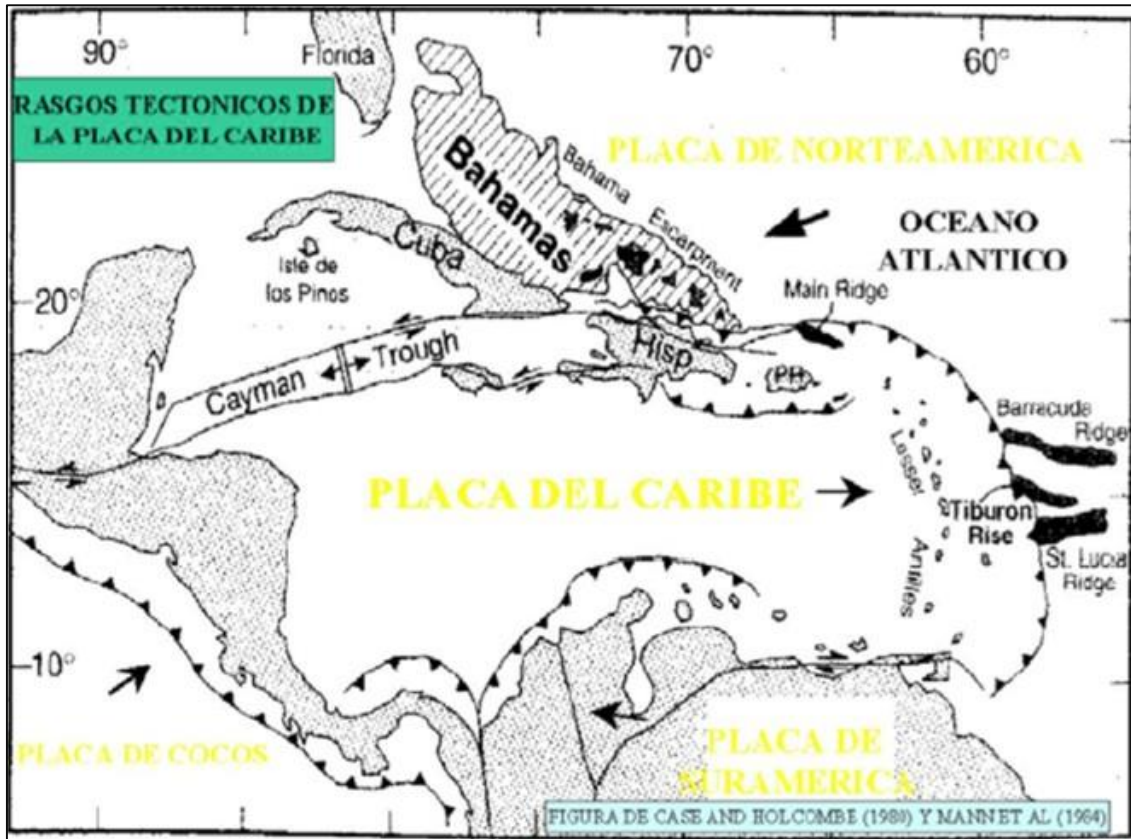 90°
70°
60°
Florida
RASGOS TECTONICOS DE
LA PLACA DEL CARIBE
PLACA DE NORTEAMERICA
Bahamas
Bahama
Escarpment
OCEANO
ATLANTICO
Cuba
Isle de
los Pinos
20°
Main Ridge
Cayman
Trough
Hisp
PR
Barracuda
Ridge
PLACA DEL CARIBE
Lesser
Antilles
Tiburon
Rise
St. Lucia
Ridge
10°
PLACA DE COCOS
PLACA DE
SURAMERICA
FIGURA DE CASE AND HOLCOMBE (1980) Y MANN ET AL (1984)